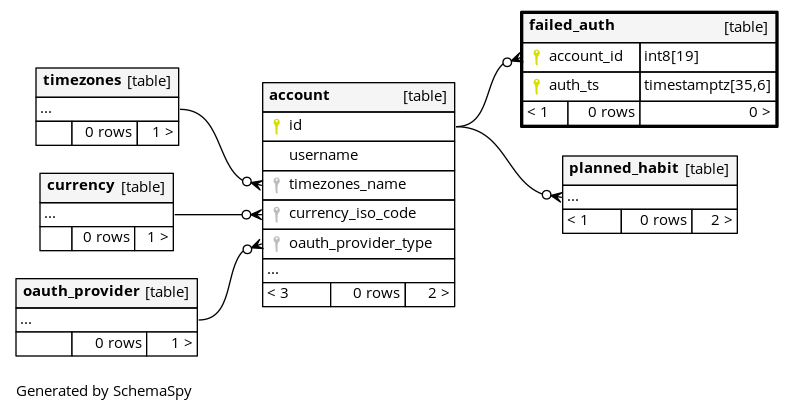 timezones [table]
...
0 rows 1 >
currency [table]
...
0 rows 1 >
oauth_provider [table]
...
0 rows 1 >
account [table]
id
username
timezones_name
currency_iso_code
oauth_provider_type
...
< 3 0 rows 2 >
failed_auth [table]
account_id int8[19]
auth_ts timestamptz[35,6]
< 1 0 rows 0 >
planned_habit [table]
...
< 1 0 rows 2 >
Generated by SchemaSpy